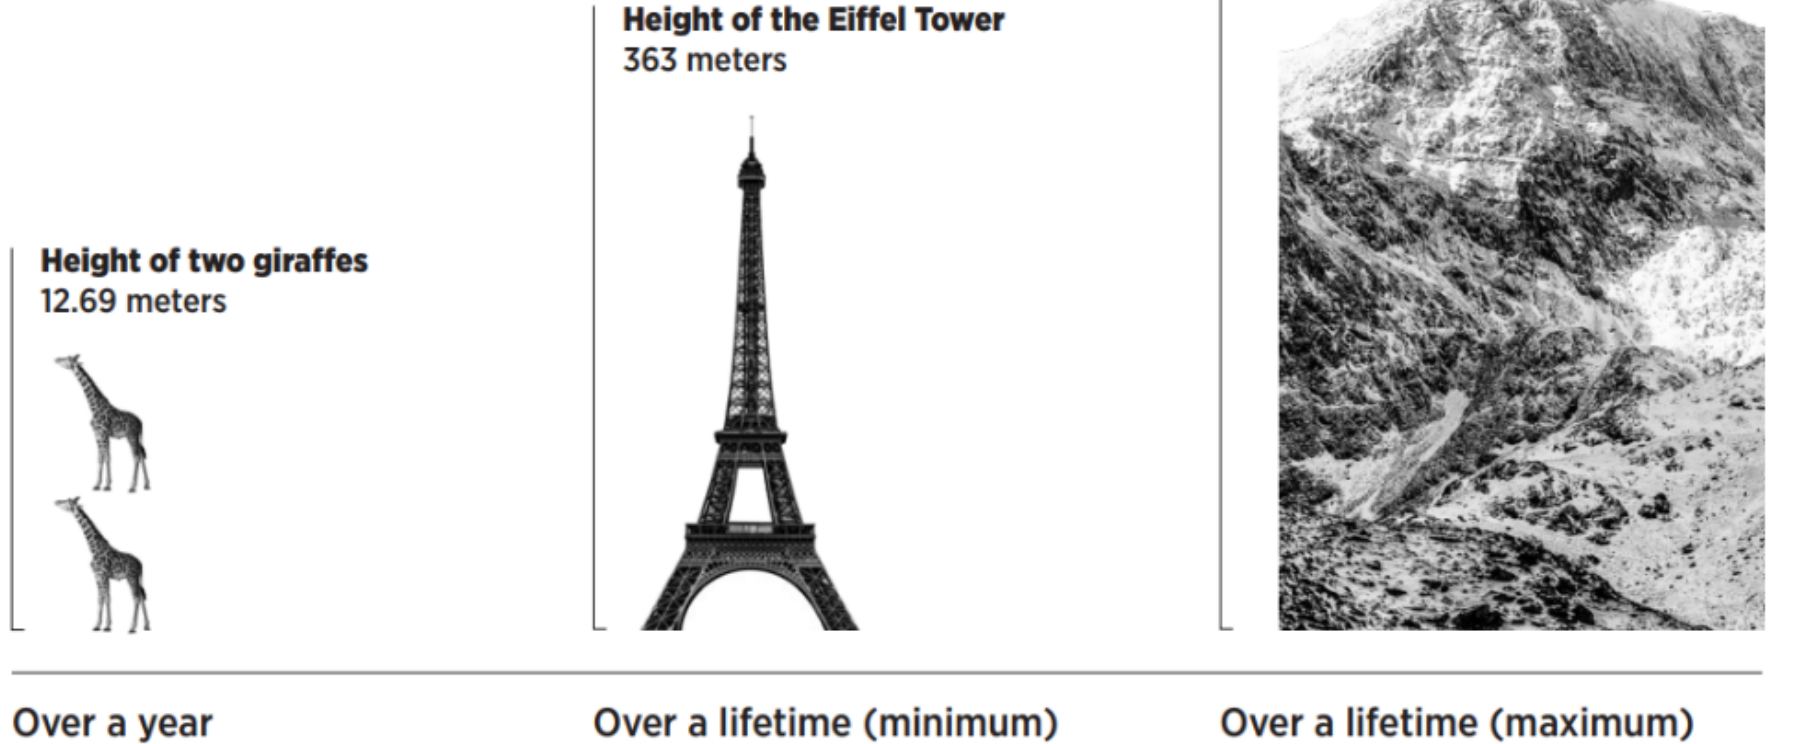 Height of the Eiffel Tower
363 meters
Height of two giraffes
12.69 meters
Over a year
Over a lifetime (minimum)
Over a lifetime (maximum)